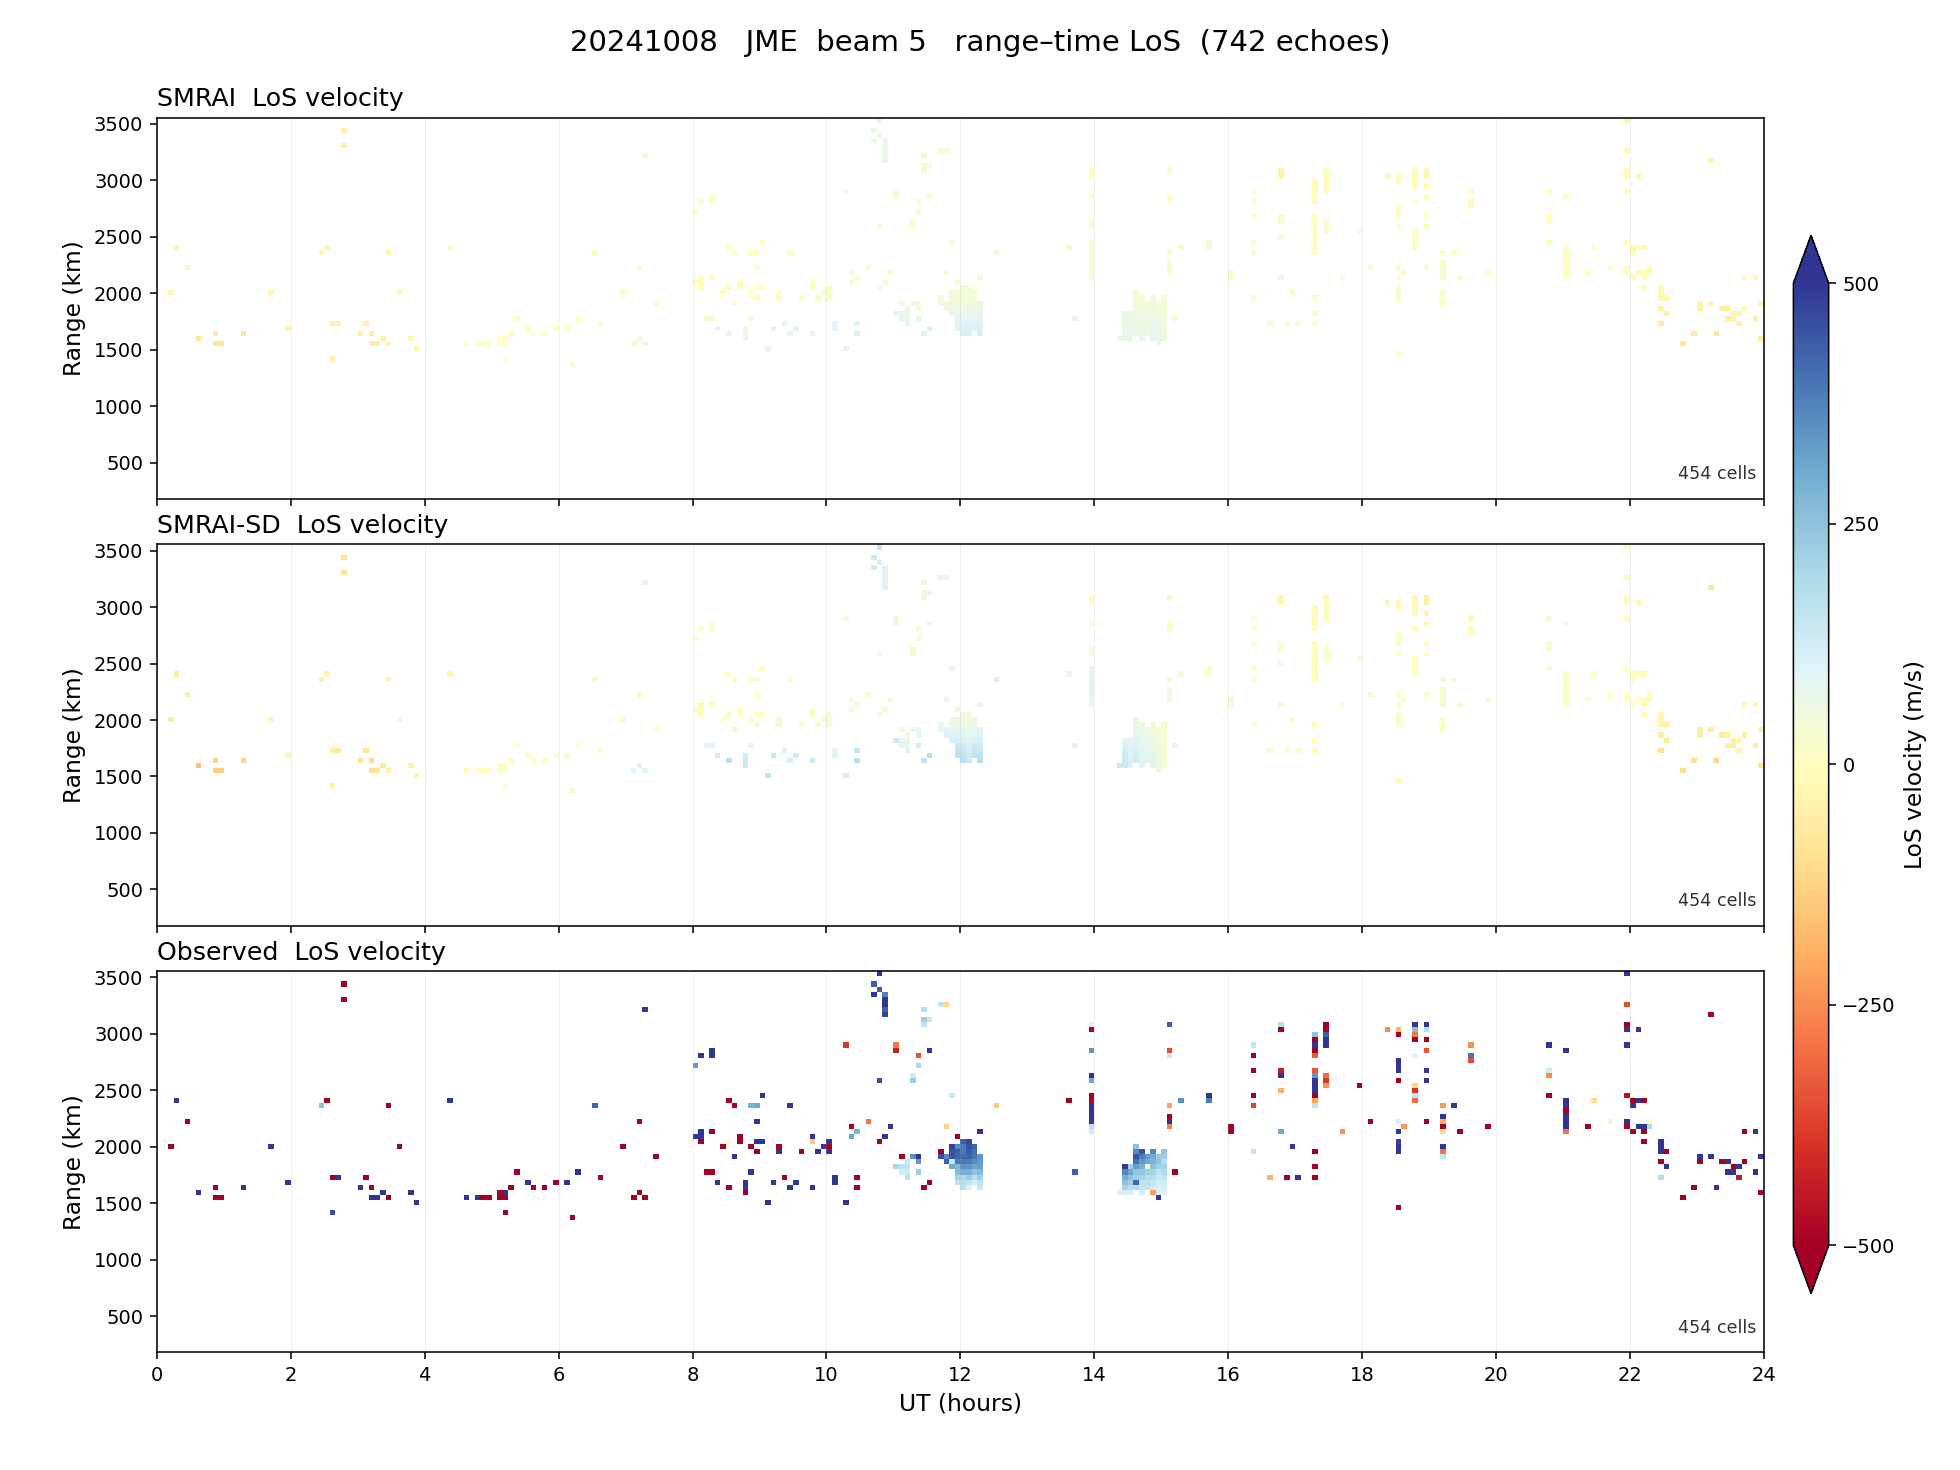 20241008   JME  beam 5   range–time LoS  (742 echoes)
SMRAI  LoS velocity
3500
3000
2500
2000
1500
1000
500
Range (km)
454 cells
SMRAI-SD  LoS velocity
3500
3000
2500
2000
1500
1000
500
Range (km)
454 cells
Observed  LoS velocity
3500
3000
2500
2000
1500
1000
500
Range (km)
454 cells
0 2 4 6 8 10 12 14 16 18 20 22 24
UT (hours)
500
250
0
−250
−500
LoS velocity (m/s)